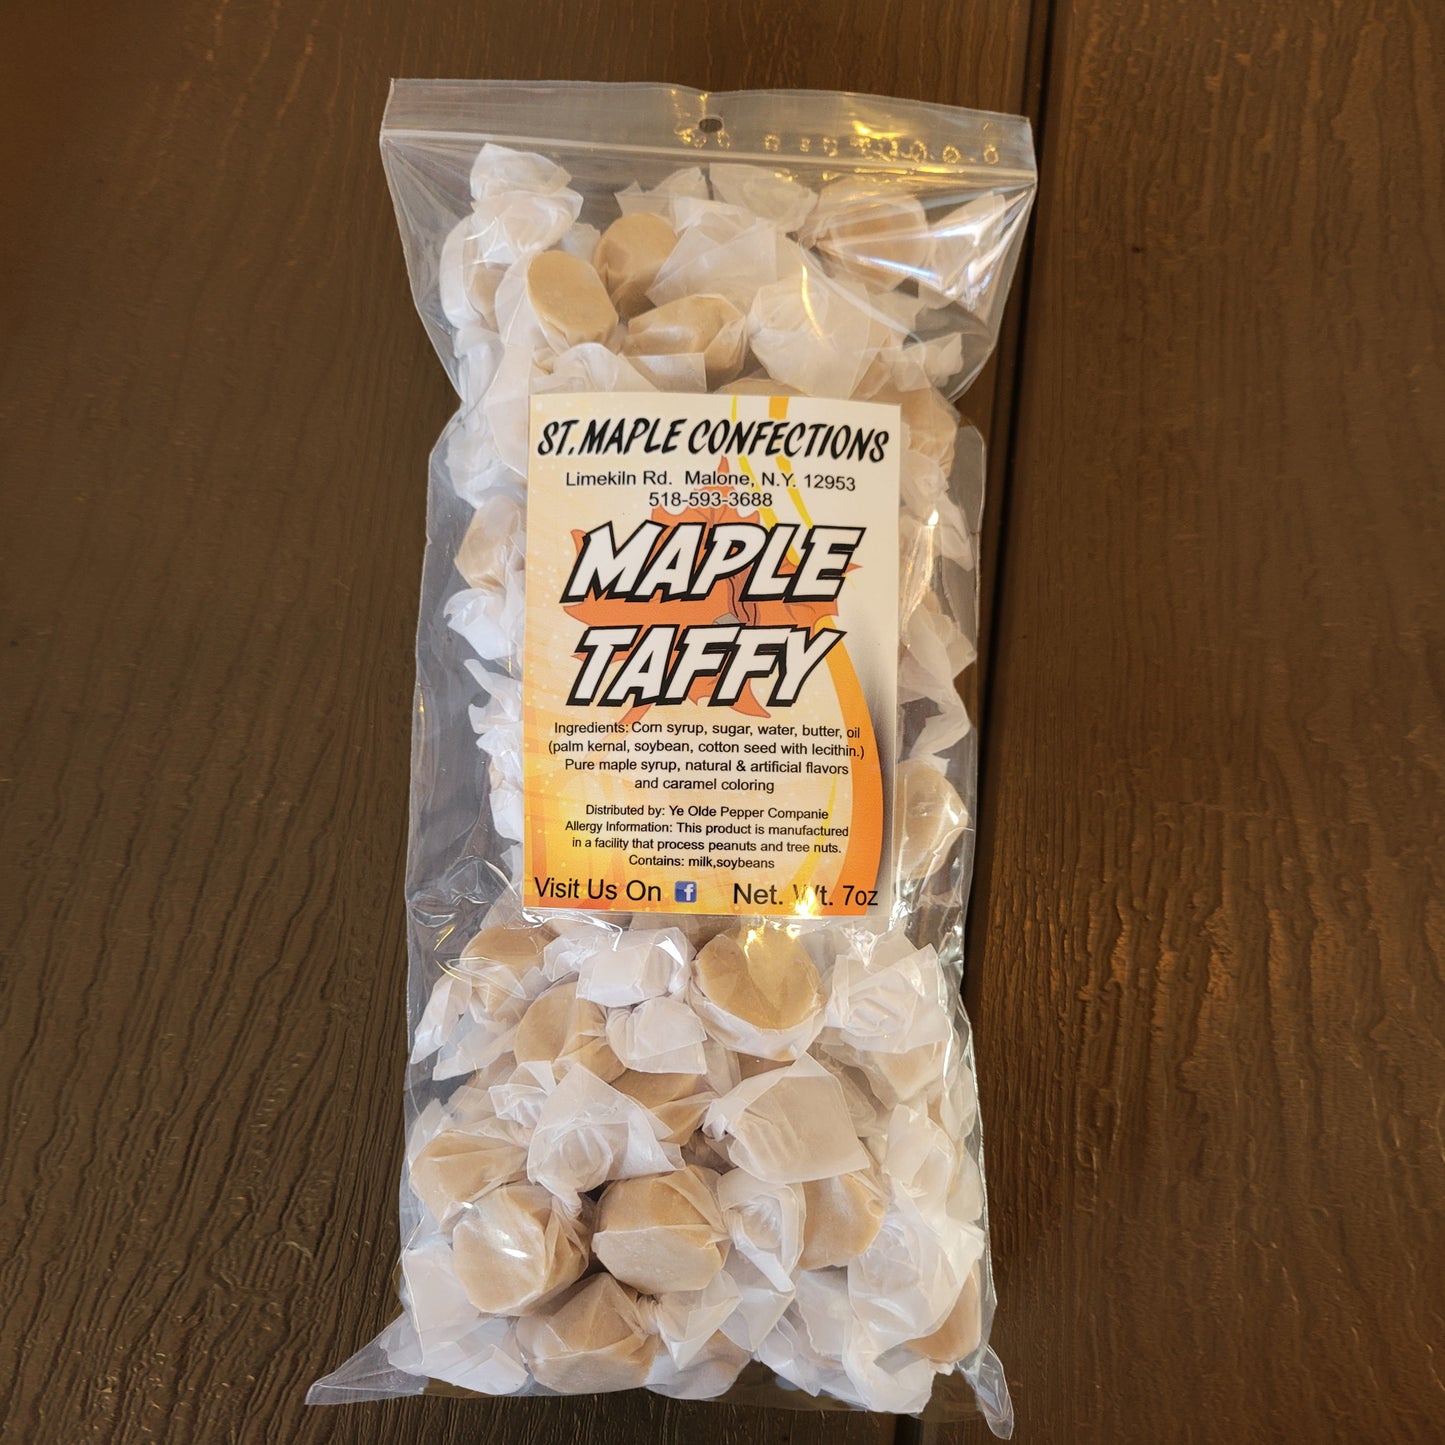 ST. MAPLE CONFECTIONS
Limekiln Rd. Malone, N.Y. 12953
518-593-3688
MAPLE
TAFFY
Ingredients: Corn syrup, sugar, water, butter, oil
(palm kernal, soybean, cotton seed with lecithin.)
Pure maple syrup, natural & artificial flavors
and caramel coloring
Distributed by: Ye Olde Pepper Companie
Allergy Information: This product is manufactured
in a facility that process peanuts and tree nuts.
Contains: milk,soybeans
Visit Us On f Net. Wt. 7oz